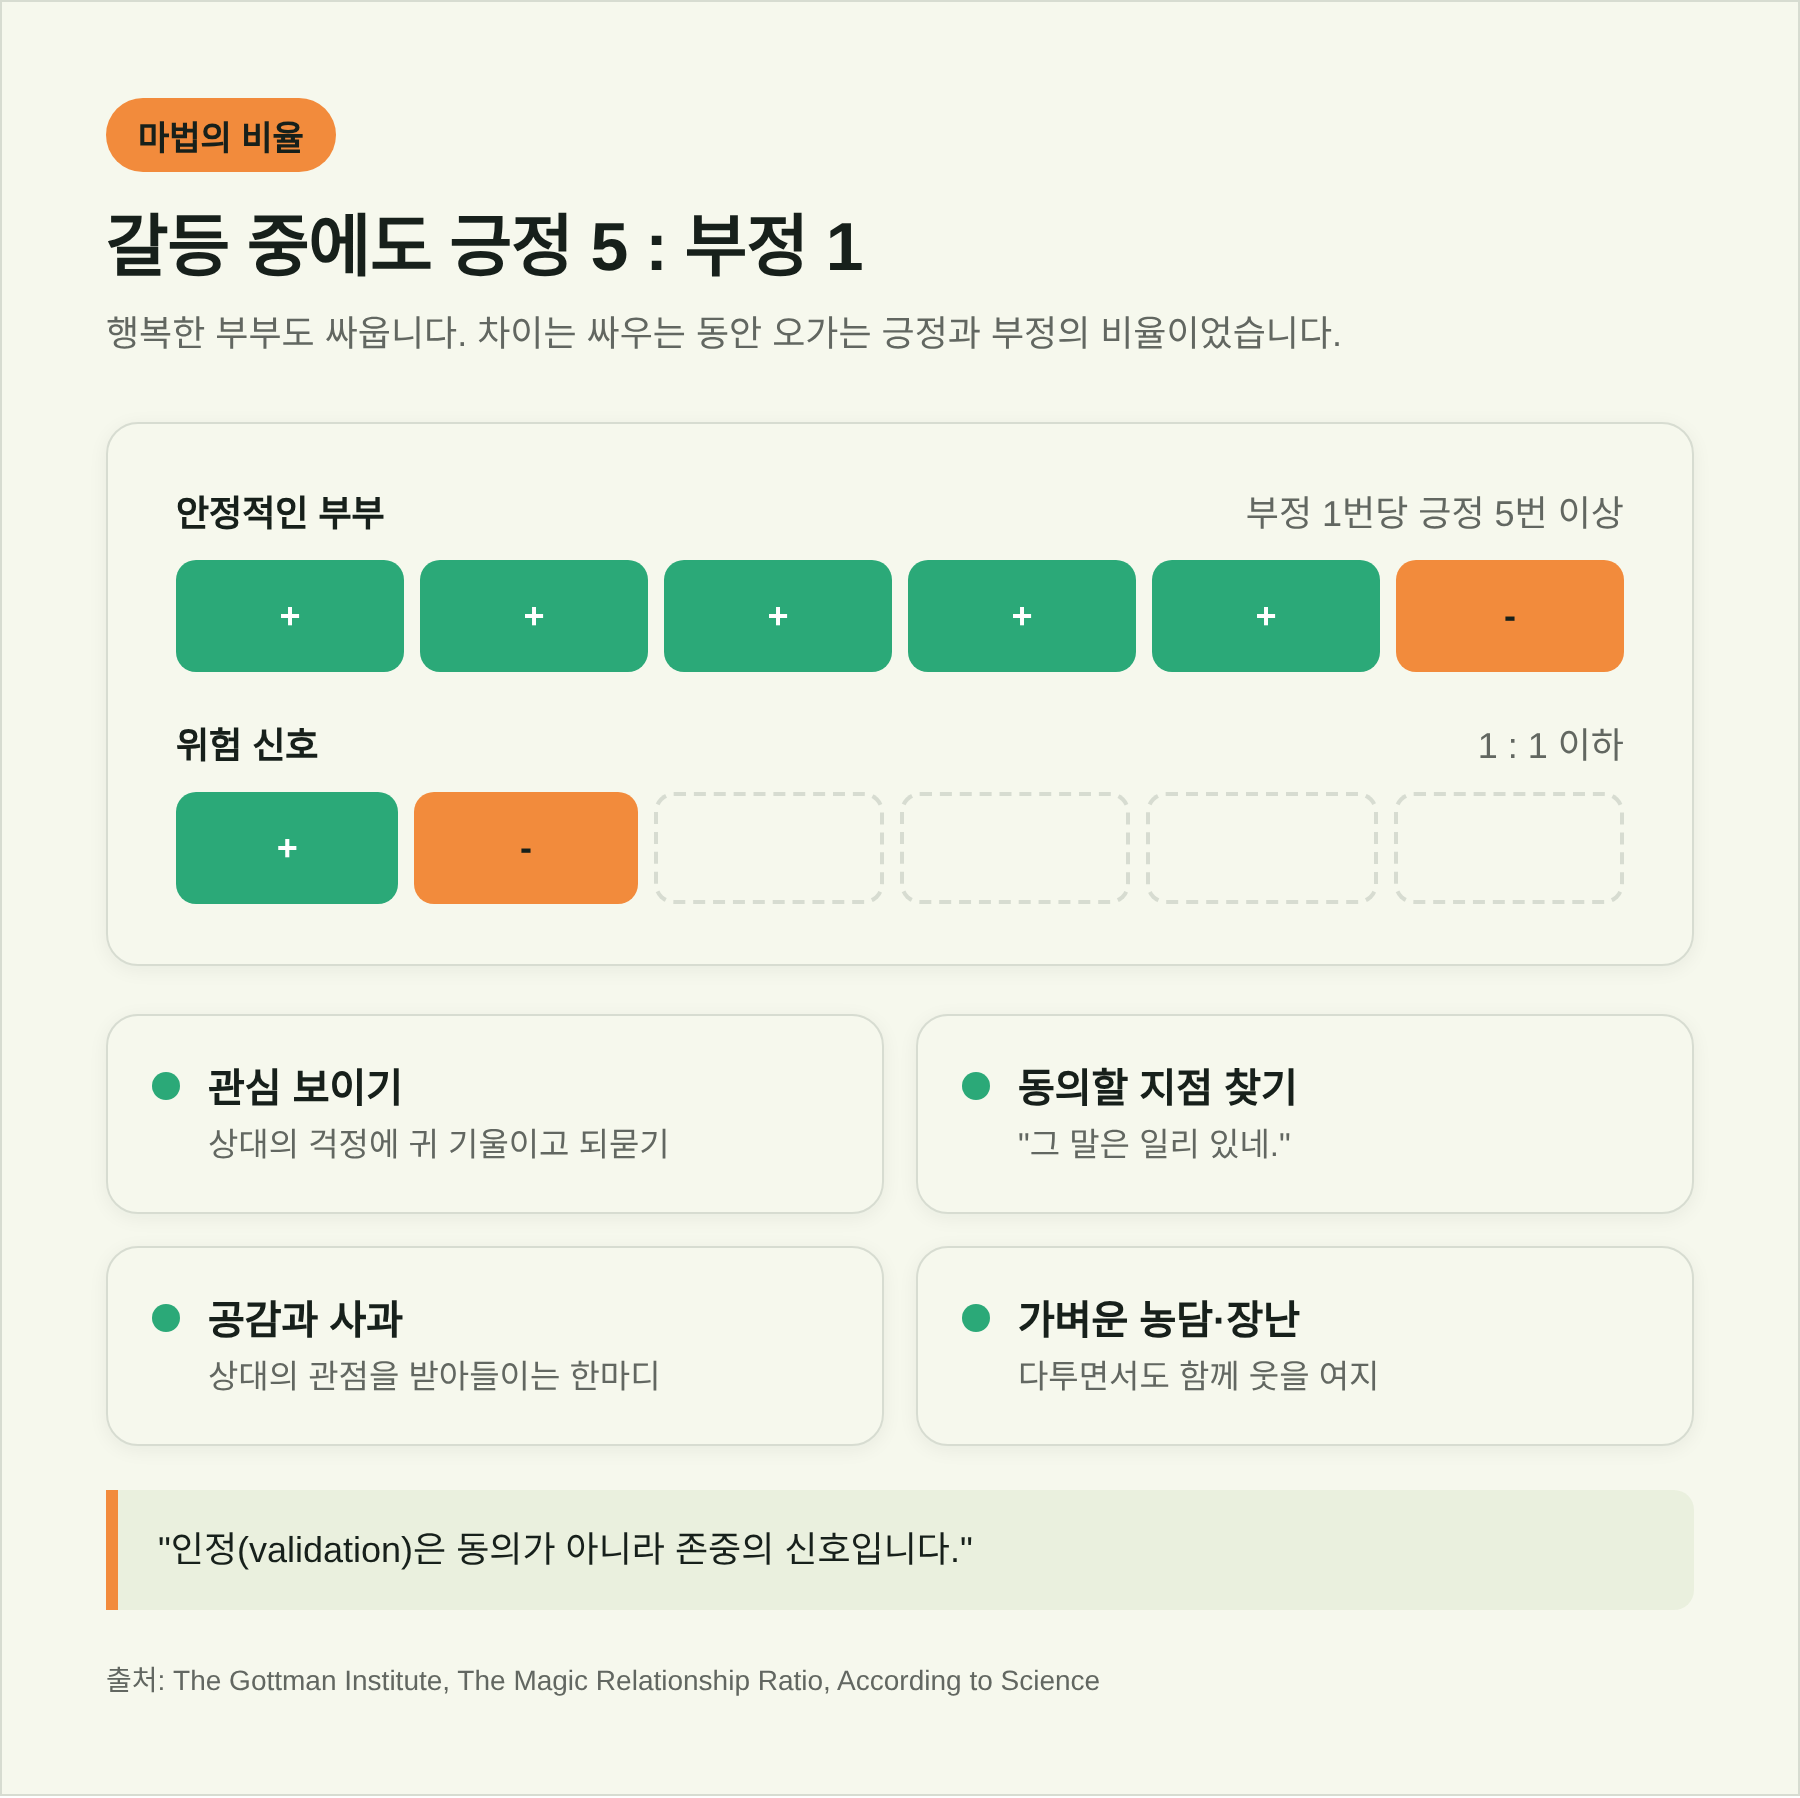 마법의 비율
갈등 중에도 긍정 5 : 부정 1
행복한 부부도 싸웁니다. 차이는 싸우는 동안 오가는 긍정과 부정의 비율이었습니다.
안정적인 부부
부정 1번당 긍정 5번 이상
+ + + + + -
위험 신호
1 : 1 이하
+ -
관심 보이기
상대의 걱정에 귀 기울이고 되묻기
동의할 지점 찾기
"그 말은 일리 있네."
공감과 사과
상대의 관점을 받아들이는 한마디
가벼운 농담·장난
다투면서도 함께 웃을 여지
"인정(validation)은 동의가 아니라 존중의 신호입니다."
출처: The Gottman Institute, The Magic Relationship Ratio, According to Science